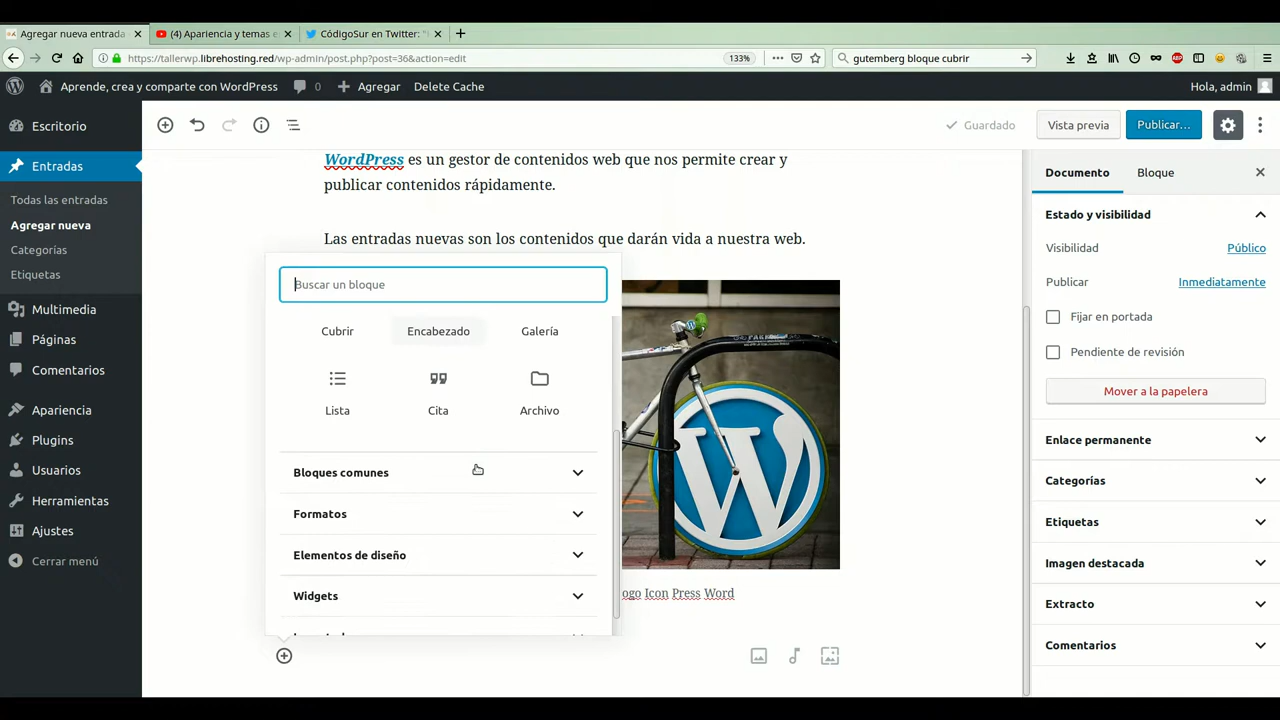 Agregar nueva entrada
(4) Apariencia y temas e
CódigoSur en Twitter: "
https://tallerwp.librehosting.red/wp-admin/post.php?post=36&action=edit
133%
gutemberg bloque cubrir
Aprende, crea y comparte con WordPress
0
Agregar
Delete Cache
Hola, admin
Escritorio
Entradas
Todas las entradas
Agregar nueva
Categorías
Etiquetas
Multimedia
Páginas
Comentarios
Apariencia
Plugins
Usuarios
Herramientas
Ajustes
Cerrar menú
Guardado
Vista previa
Publicar...
WordPress es un gestor de contenidos web que nos permite crear y
publicar contenidos rápidamente.
Las entradas nuevas son los contenidos que darán vida a nuestra web.
Buscar un bloque
Cubrir
Encabezado
Galería
Lista
Cita
Archivo
Bloques comunes
Formatos
Elementos de diseño
Widgets
ogo Icon Press Word
Documento
Bloque
Estado y visibilidad
Visibilidad
Público
Publicar
Inmediatamente
Fijar en portada
Pendiente de revisión
Mover a la papelera
Enlace permanente
Categorías
Etiquetas
Imagen destacada
Extracto
Comentarios